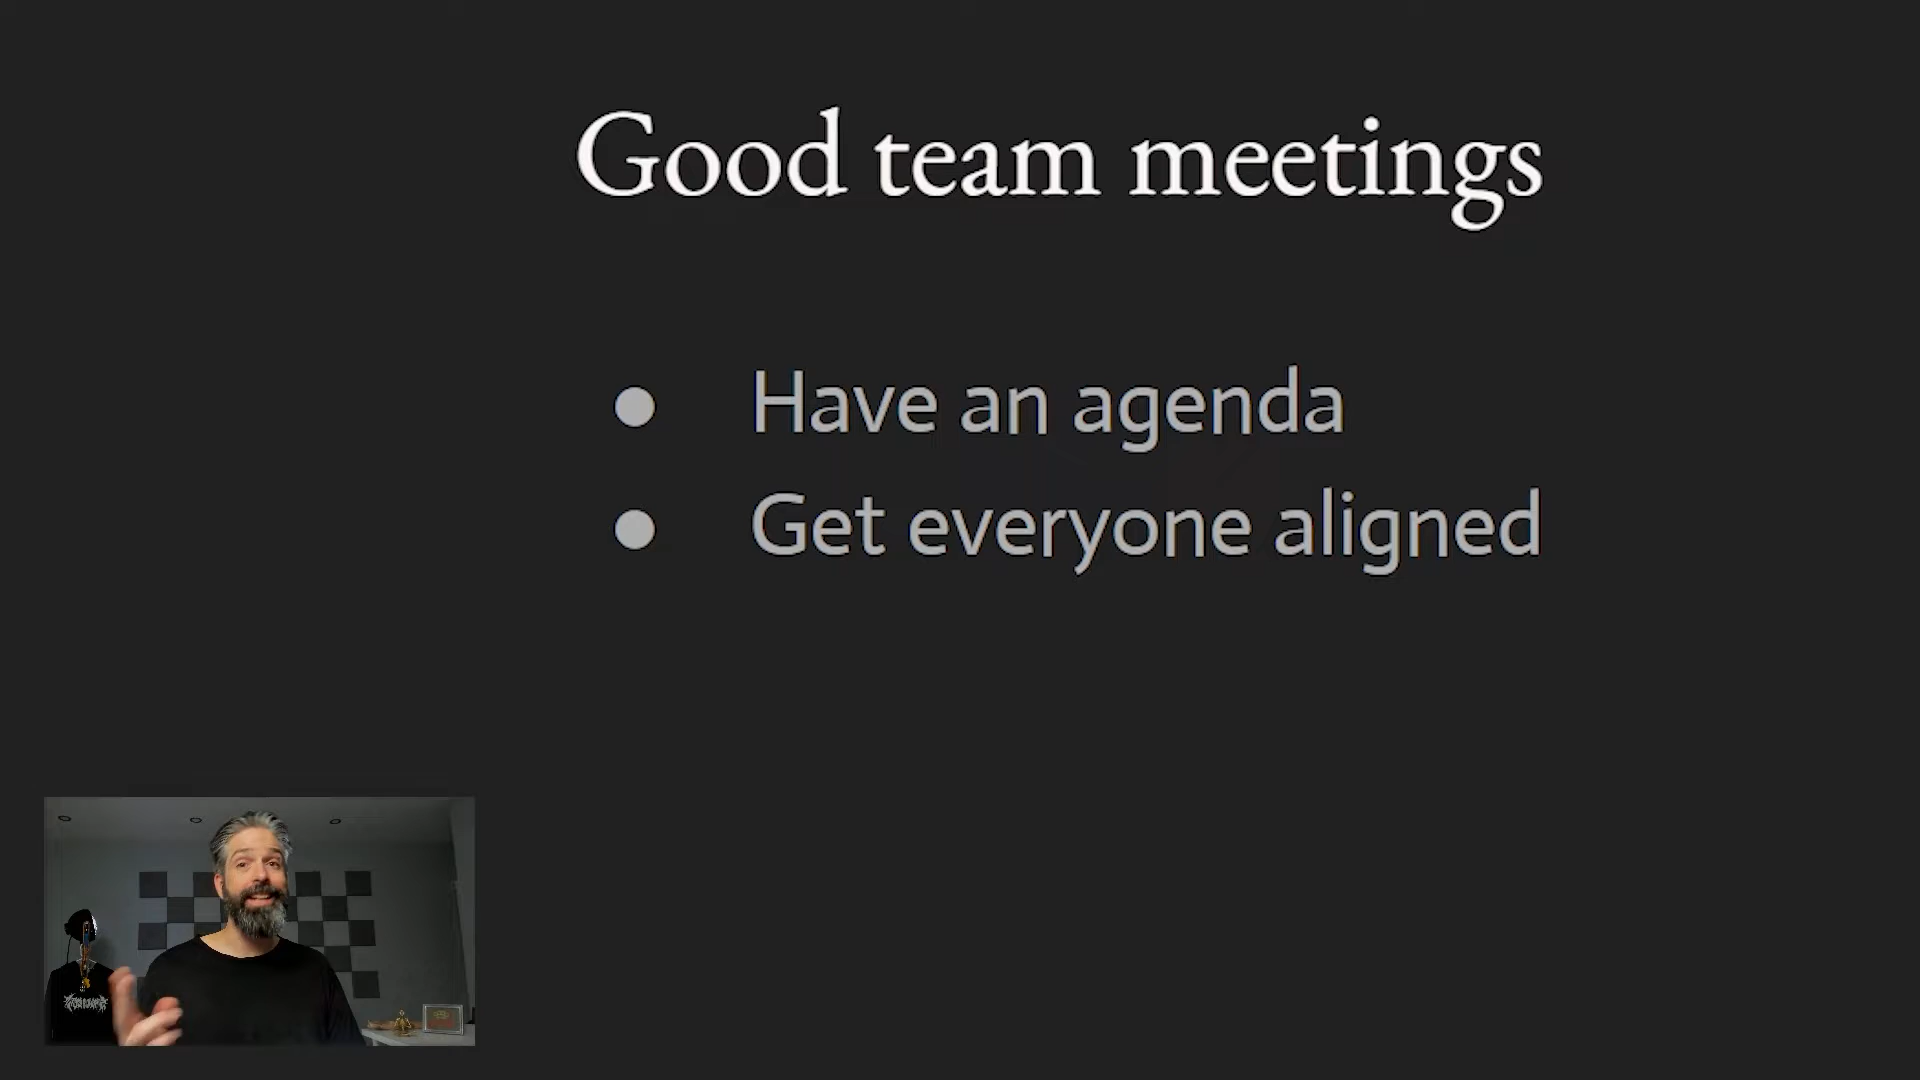 Good team meetings
● Have an agenda
● Get everyone aligned